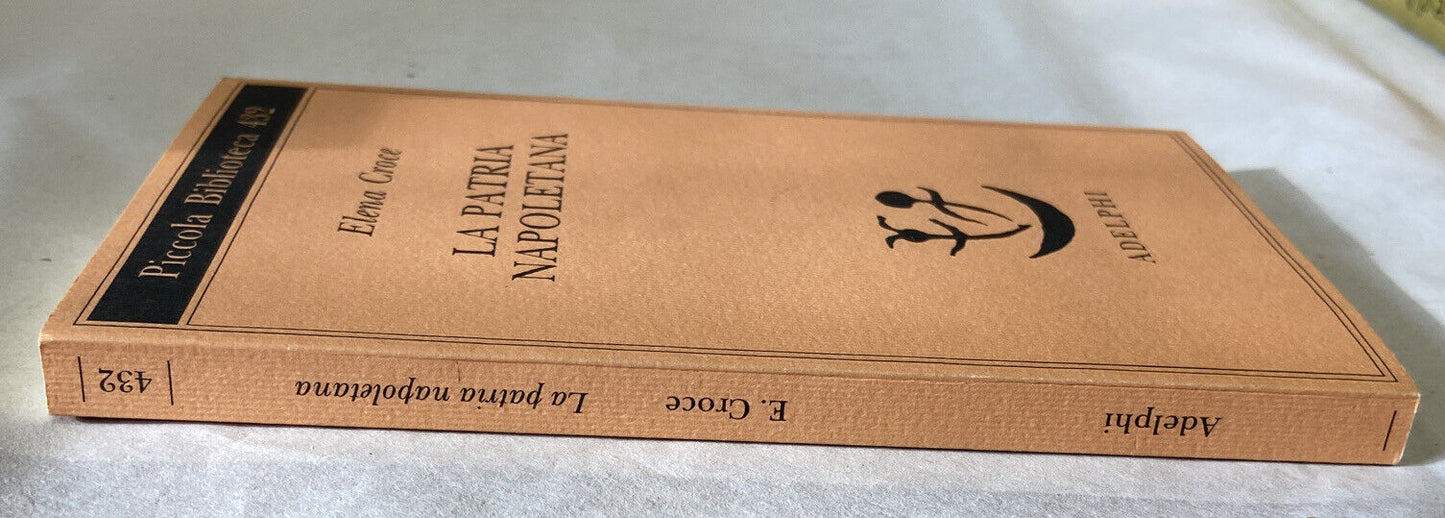 Piccola Biblioteca 432
Elena Croce
LA PATRIA
NAPOLETANA
ADELPHI
Adelphi
E. Croce
La patria napoletana
432